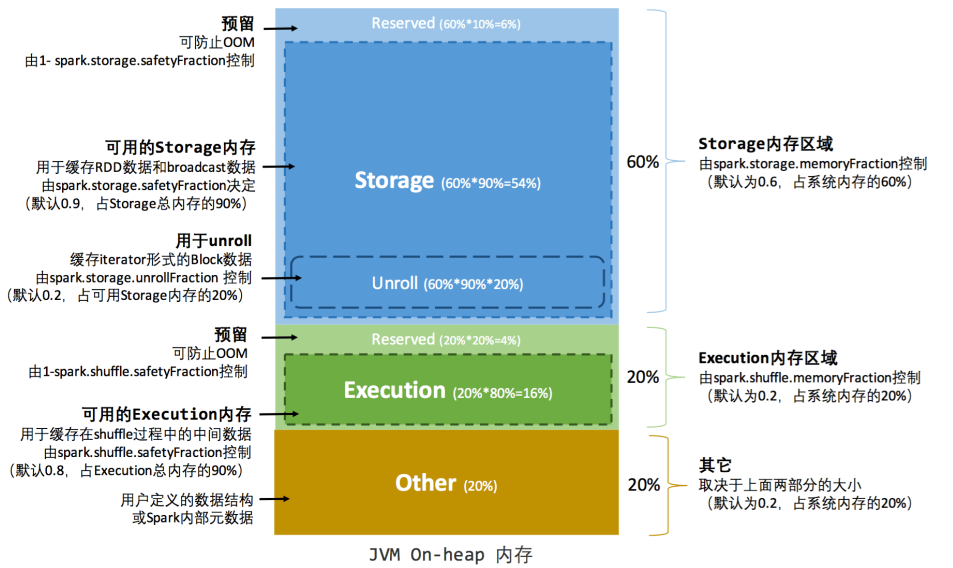 预留
可防止OOM
由1- spark.storage.safetyFraction控制
可用的Storage内存
用于缓存RDD数据和broadcast数据
由spark.storage.safetyFraction决定
（默认0.9，占Storage总内存的90%）
用于unroll
缓存iterator形式的Block数据
由spark.storage.unrollFraction 控制
（默认0.2，占可用Storage内存的20%）
预留
可防止OOM
由1-spark.shuffle.safetyFraction控制
可用的Execution内存
用于缓存在shuffle过程中的中间数据
由spark.shuffle.safetyFraction控制
（默认0.8，占Execution总内存的90%）
用户定义的数据结构
或Spark内部元数据
Reserved (60%*10%=6%)
Storage (60%*90%=54%)
Unroll (60%*90%*20%)
Reserved (20%*20%=4%)
Execution (20%*80%=16%)
Other (20%)
JVM On-heap 内存
60%
20%
20%
Storage内存区域
由spark.storage.memoryFraction控制
（默认为0.6，占系统内存的60%）
Execution内存区域
由spark.shuffle.memoryFraction控制
（默认为0.2，占系统内存的20%）
其它
取决于上面两部分的大小
（默认为0.2，占系统内存的20%）